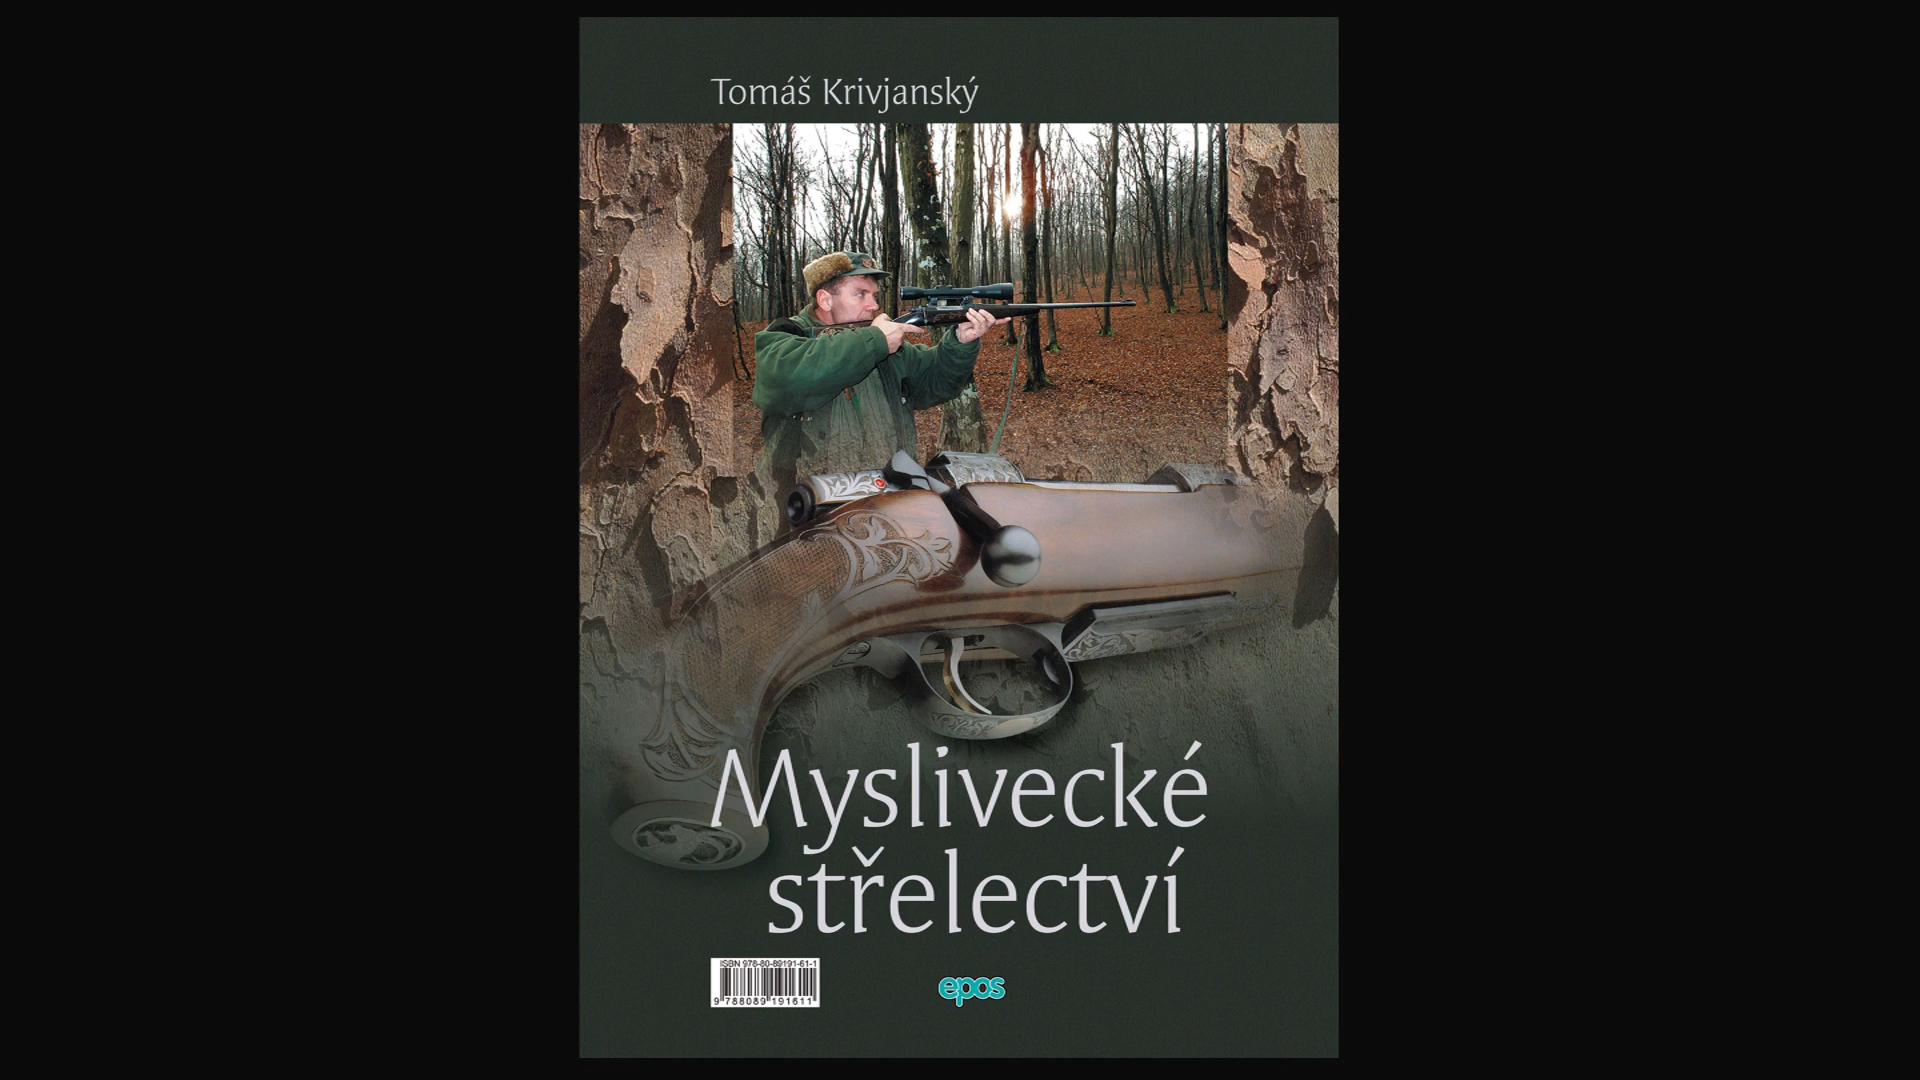 Tomáš Krivjanský
Myslivecké
střelectví
ISBN 978-80-89191-61-1
9 788089 191611
epos